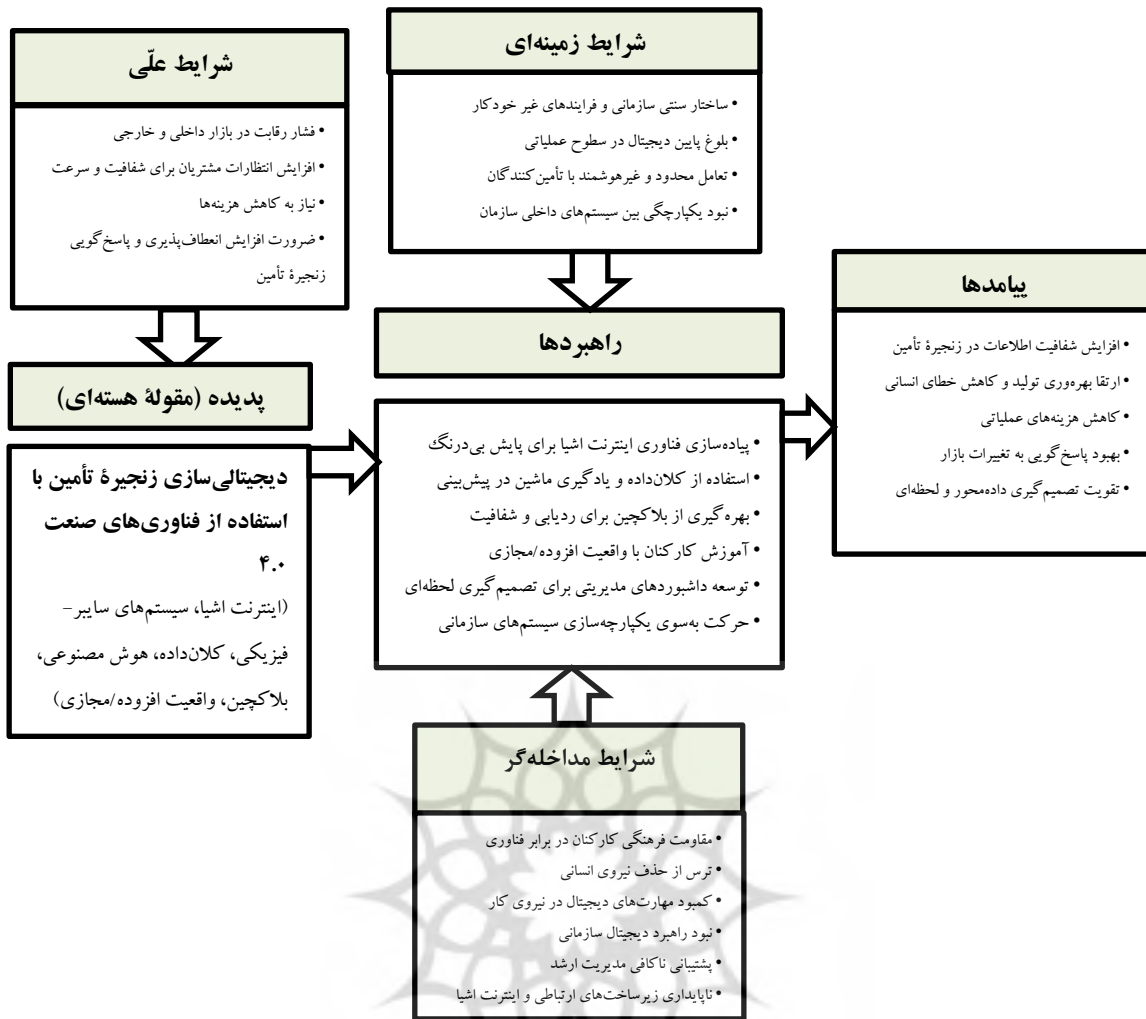 شرایط علّی
• فشار رقابت در بازار داخلی و خارجی
• افزایش انتظارات مشتریان برای شفافیت و سرعت
• نیاز به کاهش هزینه‌ها
• ضرورت افزایش انعطاف‌پذیری و پاسخ‌گویی
زنجیرۀ تأمین
شرایط زمینه‌ای
• ساختار سنتی سازمانی و فرایندهای غیر خودکار
• بلوغ پایین دیجیتال در سطوح عملیاتی
• تعامل محدود و غیرهوشمند با تأمین‌کنندگان
• نبود یکپارچگی بین سیستم‌های داخلی سازمان
پدیده (مقولۀ هسته‌ای)
دیجیتالی‌سازی زنجیرۀ تأمین با
استفاده از فناوری‌های صنعت
۴.۰
(اینترنت اشیا، سیستم‌های سایبر-
فیزیکی، کلان‌داده، هوش مصنوعی،
بلاکچین، واقعیت افزوده/مجازی)
راهبردها
• پیاده‌سازی فناوری اینترنت اشیا برای پایش بی‌درنگ
• استفاده از کلان‌داده و یادگیری ماشین در پیش‌بینی
• بهره‌گیری از بلاکچین برای ردیابی و شفافیت
• آموزش کارکنان با واقعیت افزوده/مجازی
• توسعه داشبوردهای مدیریتی برای تصمیم‌گیری لحظه‌ای
• حرکت به‌سوی یکپارچه‌سازی سیستم‌های سازمانی
پیامدها
• افزایش شفافیت اطلاعات در زنجیرۀ تأمین
• ارتقا بهره‌وری تولید و کاهش خطای انسانی
• کاهش هزینه‌های عملیاتی
• بهبود پاسخ‌گویی به تغییرات بازار
• تقویت تصمیم‌گیری داده‌محور و لحظه‌ای
شرایط مداخله‌گر
• مقاومت فرهنگی کارکنان در برابر فناوری
• ترس از حذف نیروی انسانی
• کمبود مهارت‌های دیجیتال در نیروی کار
• نبود راهبرد دیجیتال سازمانی
• پشتیبانی ناکافی مدیریت ارشد
• ناپایداری زیرساخت‌های ارتباطی و اینترنت اشیا